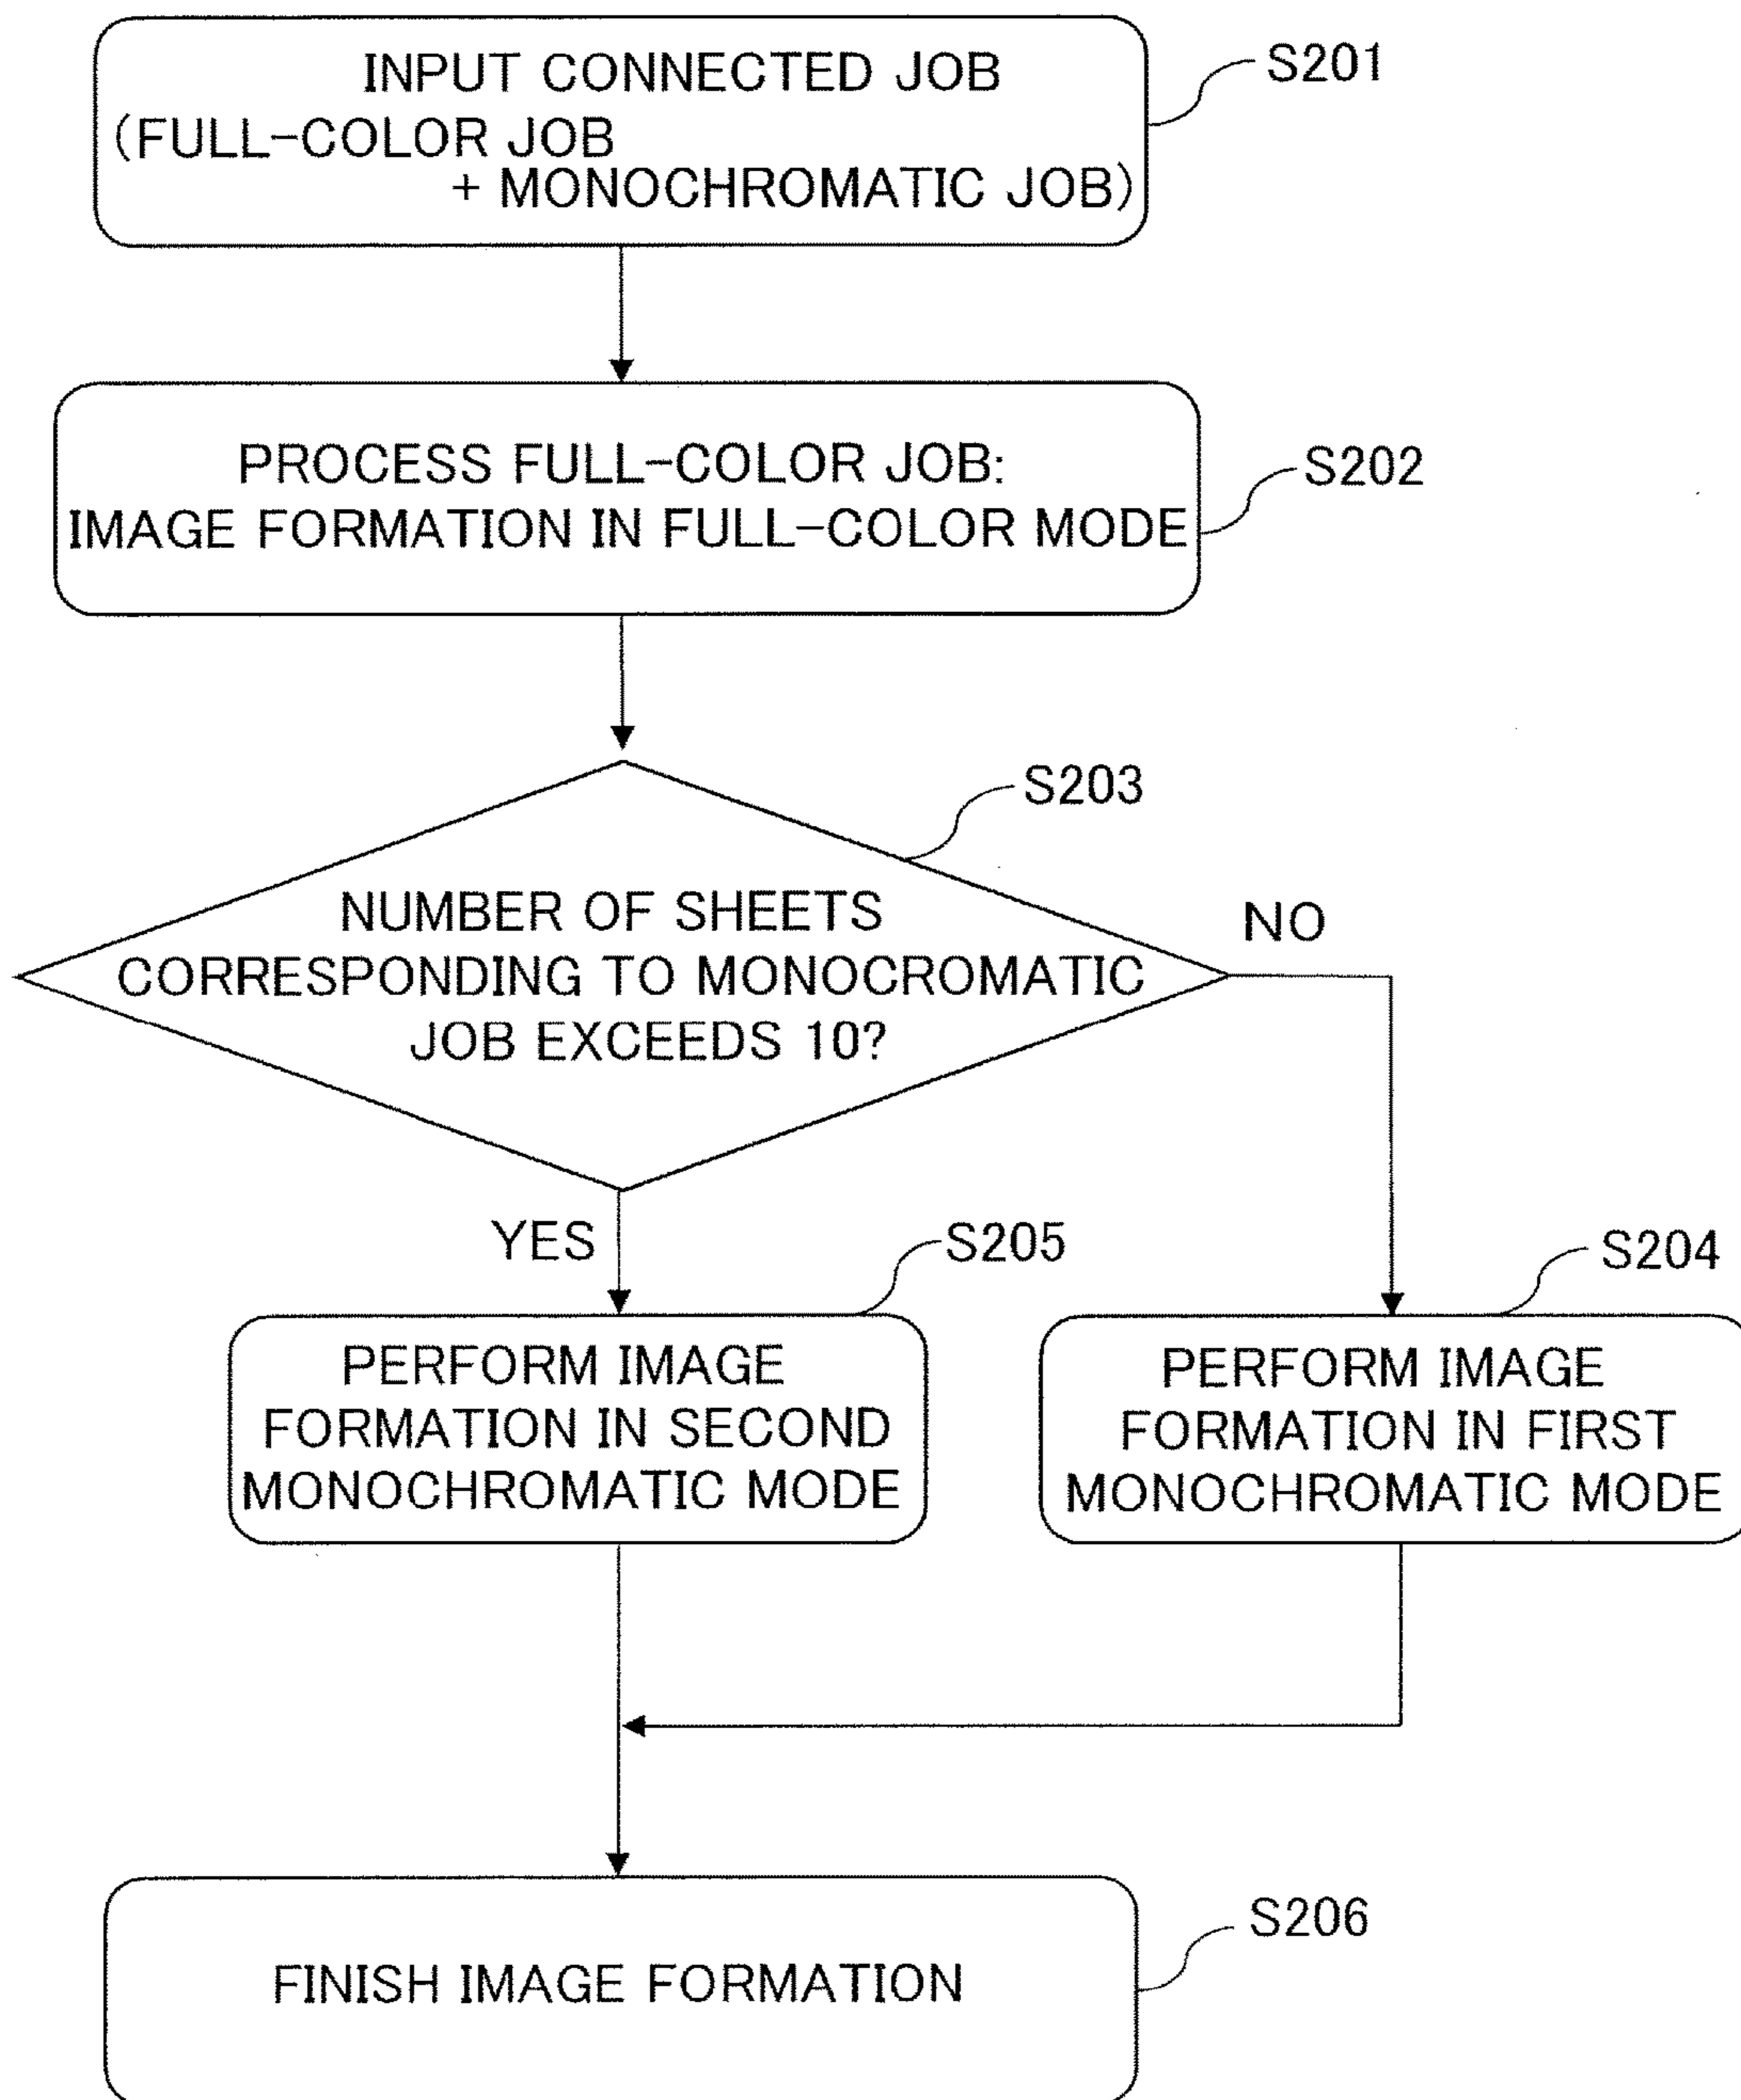 INPUT CONNECTED JOB
(FULL-COLOR JOB
+ MONOCHROMATIC JOB)
S201
PROCESS FULL-COLOR JOB:
IMAGE FORMATION IN FULL-COLOR MODE
S202
S203
NUMBER OF SHEETS
CORRESPONDING TO MONOCROMATIC
JOB EXCEEDS 10?
NO
YES
S205
S204
PERFORM IMAGE
FORMATION IN SECOND
MONOCHROMATIC MODE
PERFORM IMAGE
FORMATION IN FIRST
MONOCHROMATIC MODE
S206
FINISH IMAGE FORMATION